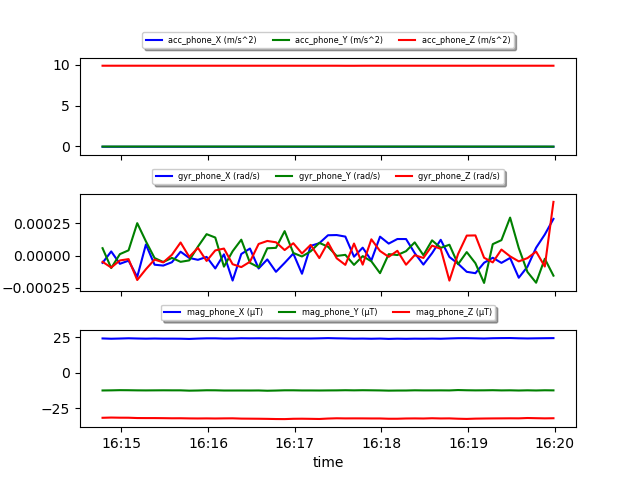 acc_phone_X (m/s^2) acc_phone_Y (m/s^2) acc_phone_Z (m/s^2)
10
5
0
gyr_phone_X (rad/s) gyr_phone_Y (rad/s) gyr_phone_Z (rad/s)
0.00025
0.00000
−0.00025
mag_phone_X (μT) mag_phone_Y (μT) mag_phone_Z (μT)
25
0
−25
16:15 16:16 16:17 16:18 16:19 16:20
time